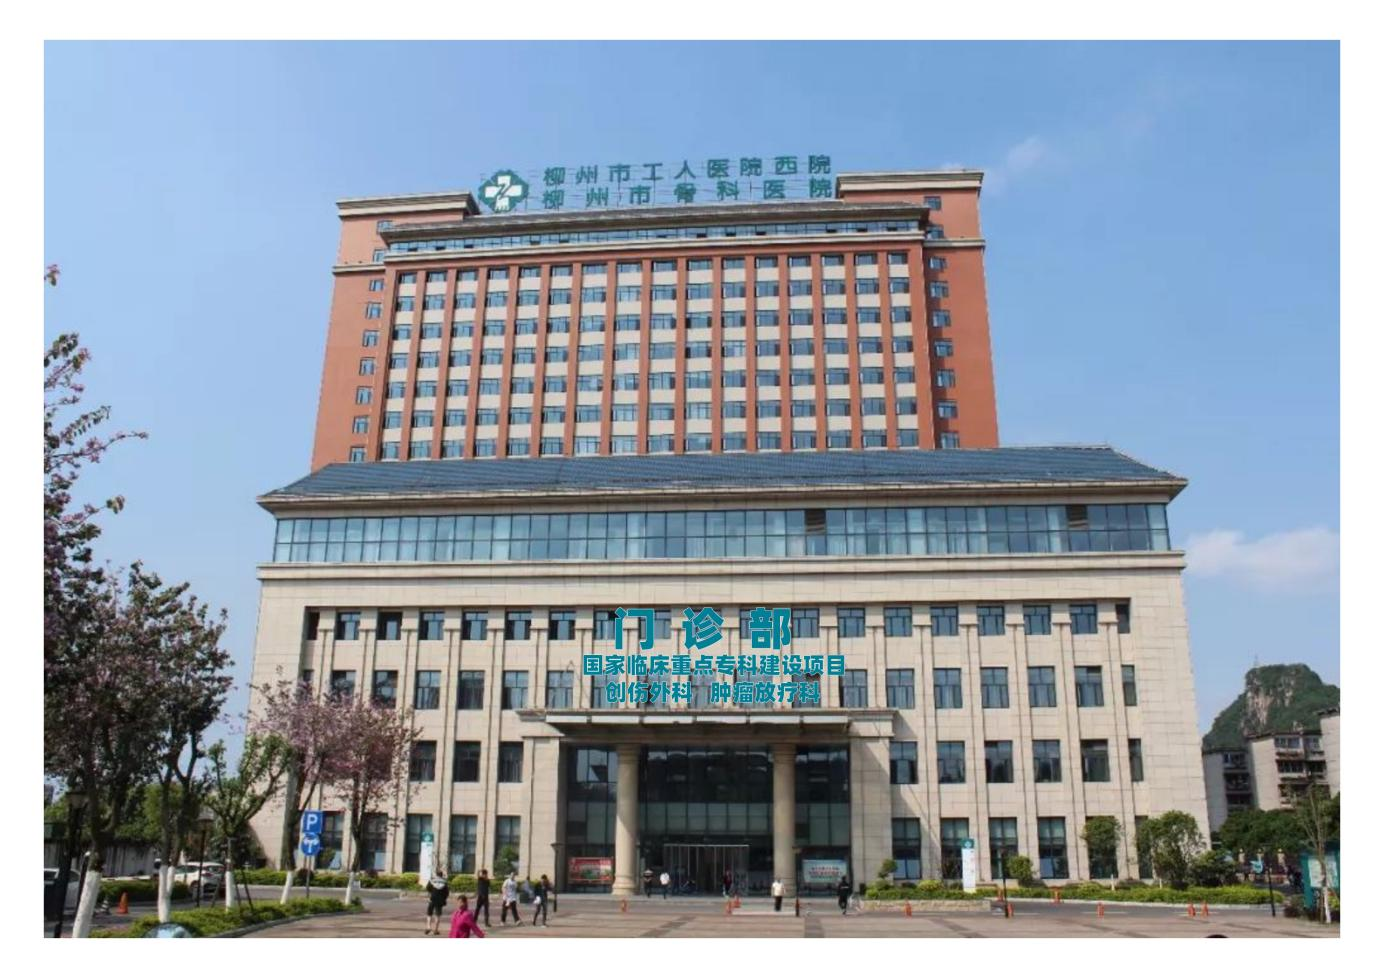 柳州市工人医院西院
柳州市骨科医院
门诊部
国家临床重点专科建设项目
创伤外科 肿瘤放疗科
P